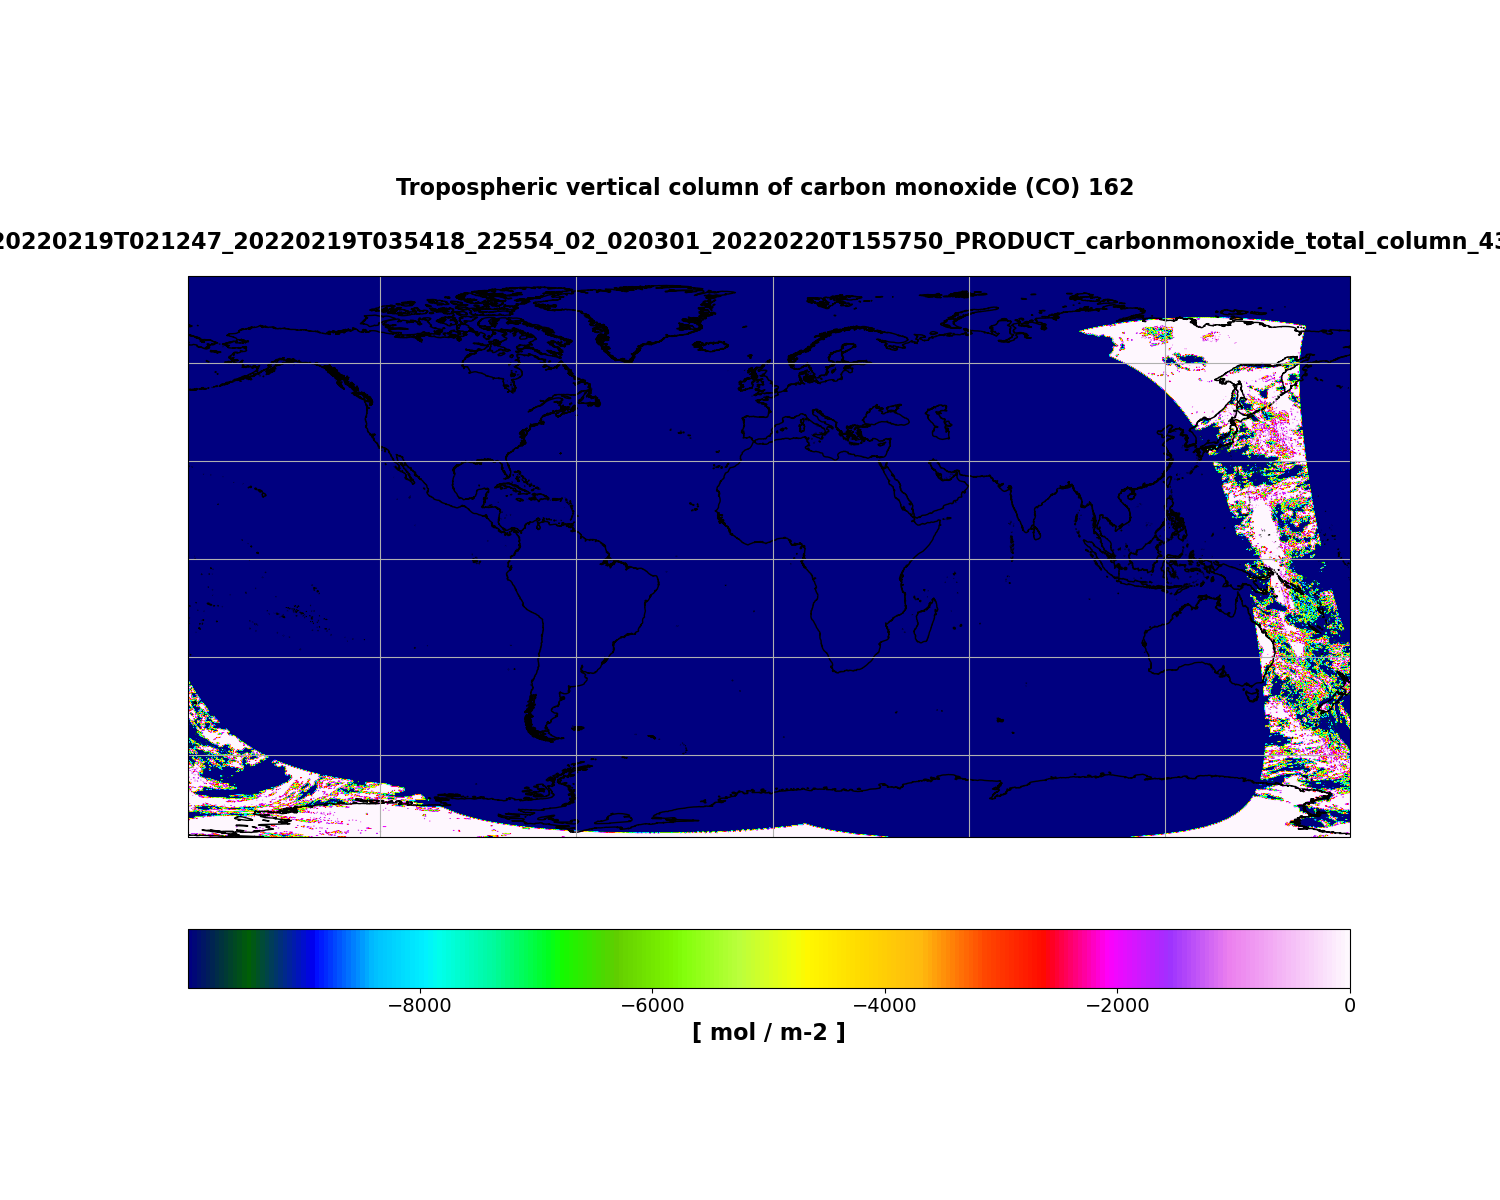 Tropospheric vertical column of carbon monoxide (CO) 162
20220219T021247_20220219T035418_22554_02_020301_20220220T155750_PRODUCT_carbonmonoxide_total_column_43
−8000 −6000 −4000 −2000 0
[ mol / m-2 ]